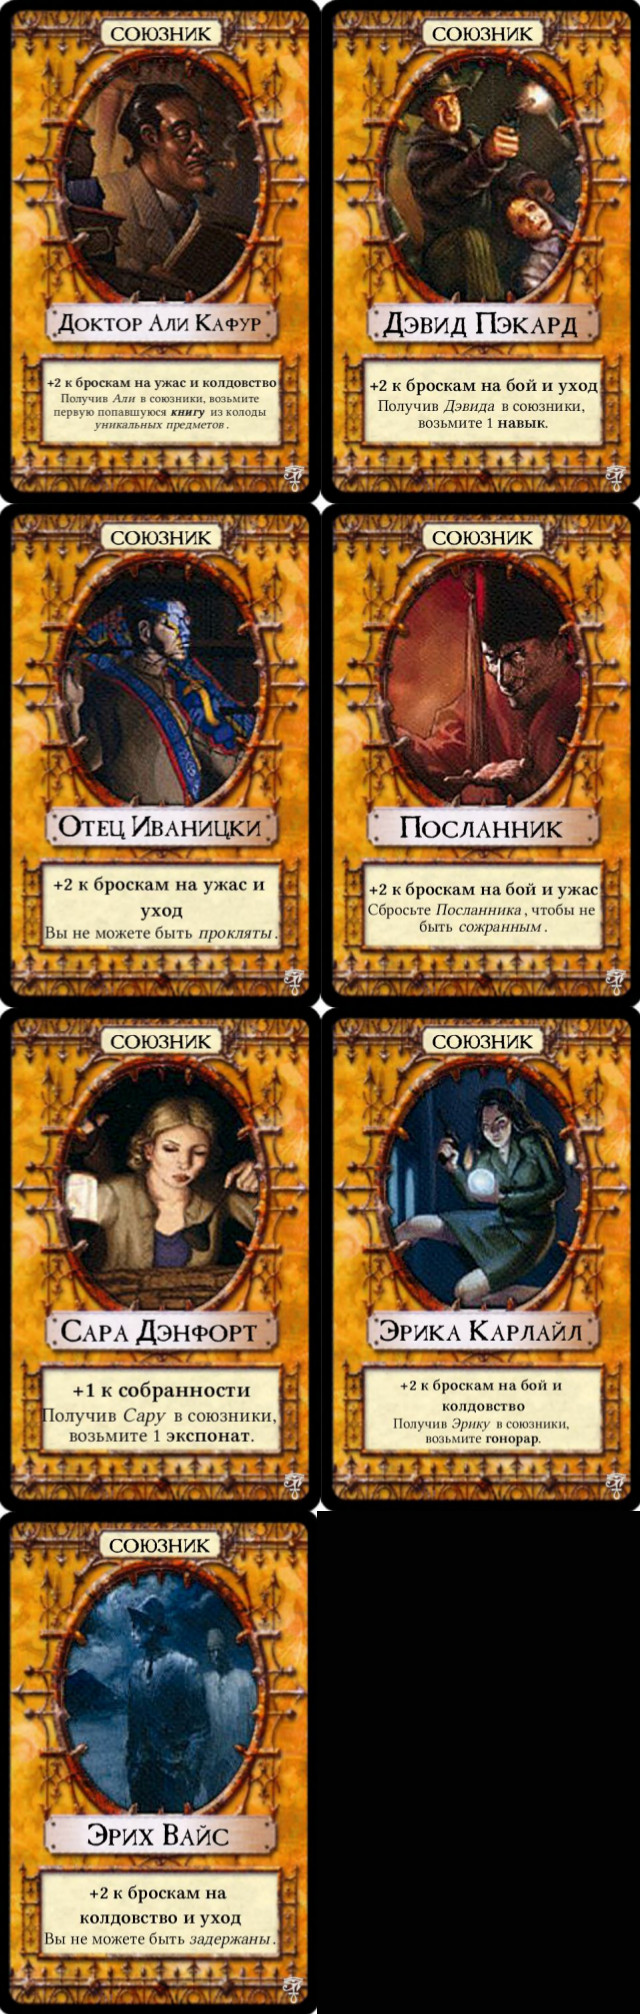 СОЮЗНИК
ДОКТОР АЛИ КАФУР
+2 к броскам на ужас и колдовство
Получив Али в союзники, возьмите
первую попавшуюся книгу из колоды
уникальных предметов.
СОЮЗНИК
ДЭВИД ПЭКАРД
+2 к броскам на бой и уход
Получив Дэвида в союзники,
возьмите 1 навык.
СОЮЗНИК
ОТЕЦ ИВАНИЦКИ
+2 к броскам на ужас и
уход
Вы не можете быть прокляты.
СОЮЗНИК
ПОСЛАННИК
+2 к броскам на бой и ужас
Сбросьте Посланника, чтобы не
быть сожранным.
СОЮЗНИК
САРА ДЭНФОРТ
+1 к собранности
Получив Сару в союзники,
возьмите 1 экспонат.
СОЮЗНИК
ЭРИКА КАРЛАЙЛ
+2 к броскам на бой и
колдовство
Получив Эрику в союзники,
возьмите гонорар.
СОЮЗНИК
ЭРИХ ВАЙС
+2 к броскам на
колдовство и уход
Вы не можете быть задержаны.